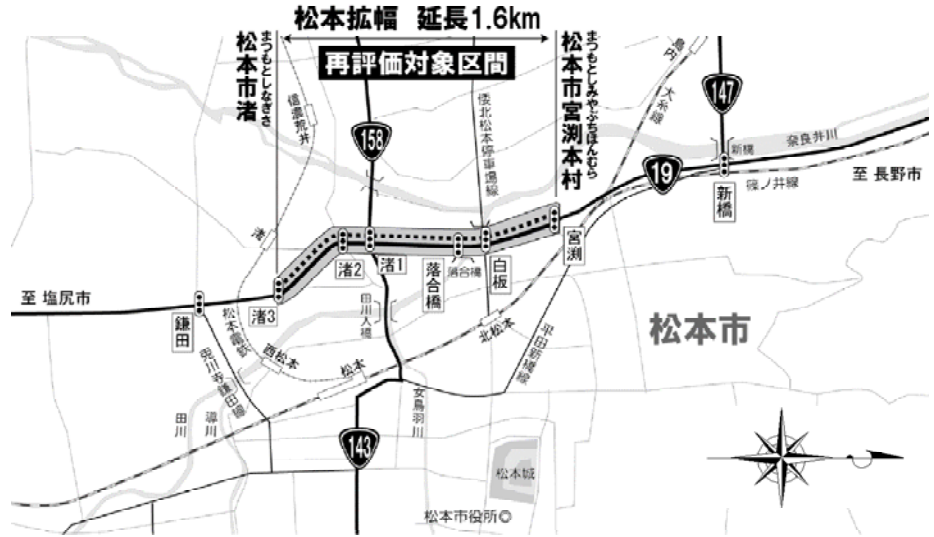 松本拡幅 延長1.6km
再評価対象区間
まつもとしなぎさ
松本市渚
まつもとしみやぶちほんむら
松本市宮渕本村
島内
大糸線
147
信濃荒井
158
倭北松本停車場線
新橋
奈良井川
19
篠ノ井線
至 長野市
新橋
渚
渚2
渚1
落合橋
落合橋
白板
宮渕
至 塩尻市
鎌田
渚3
松本電鉄
西松本
松本
田川
北松本
平田新橋線
松本市
田川
女鳥羽川
143
松本城
松本市役所◎